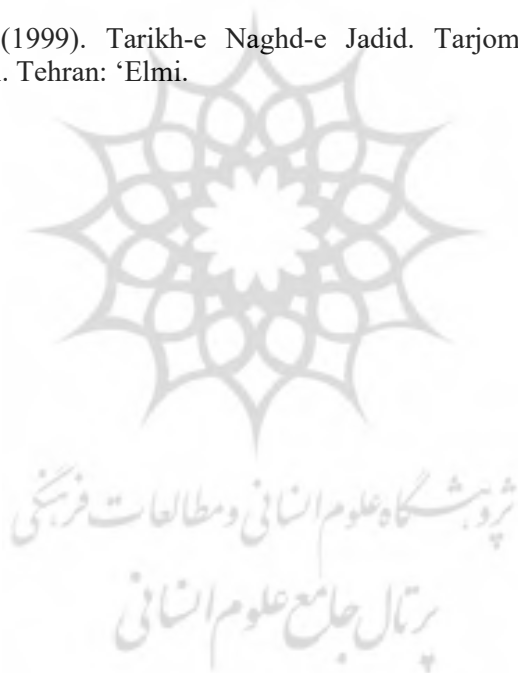 (1999). Tarikh-e Naghd-e Jadid. Tarjom
. Tehran: ‘Elmi.
پژوهشگاه علوم انسانی و مطالعات فرهنگی
پرتال جامع علوم انسانی